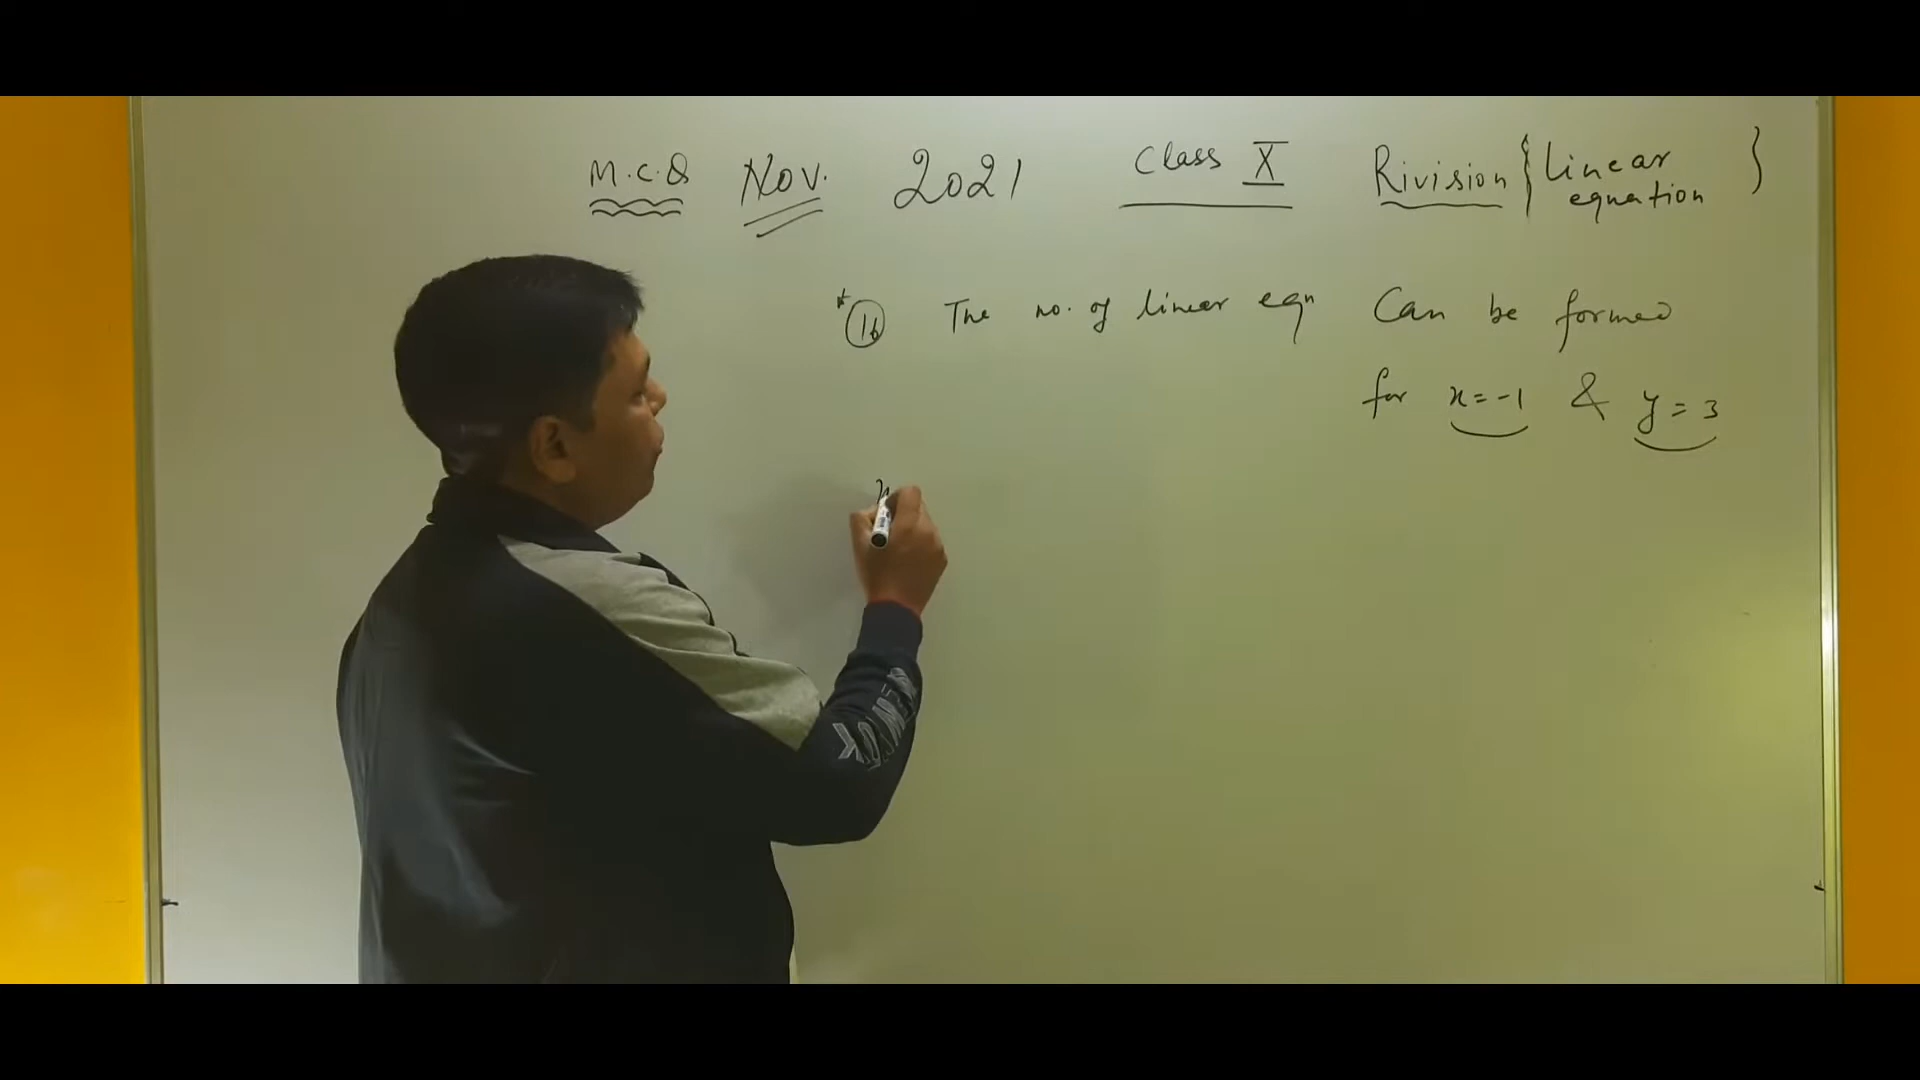 M.C.Q Nov. 2021 Class X Rivision { linear equation }
* 16 The no. of linear eqn Can be formed
for x = -1 & y = 3
x